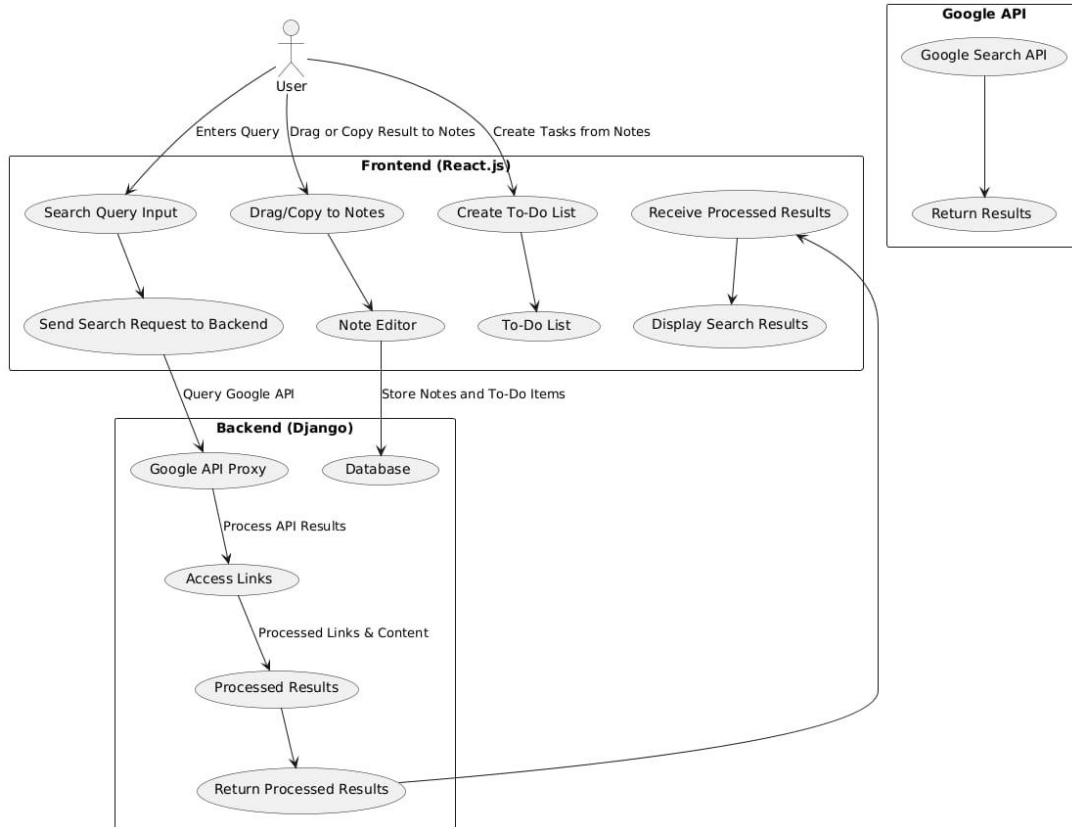 Google API
Google Search API
User
Enters Query
Drag or Copy Result to Notes
Create Tasks from Notes
Frontend (React.js)
Search Query Input
Drag/Copy to Notes
Create To-Do List
Receive Processed Results
Return Results
Send Search Request to Backend
Note Editor
To-Do List
Display Search Results
Query Google API
Store Notes and To-Do Items
Backend (Django)
Google API Proxy
Database
Process API Results
Access Links
Processed Links & Content
Processed Results
Return Processed Results